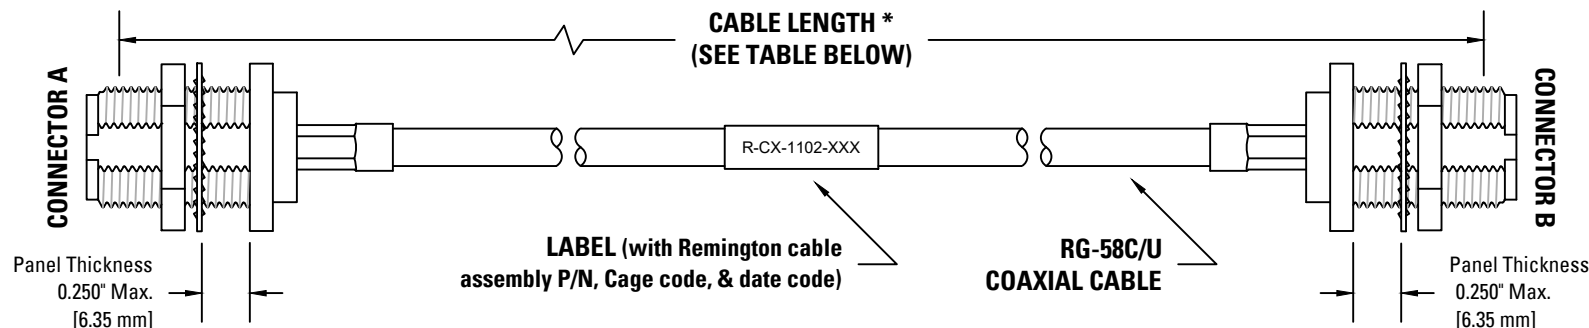 CABLE LENGTH *
(SEE TABLE BELOW)
CONNECTOR A
CONNECTOR B
R-CX-1102-XXX
LABEL (with Remington cable
assembly P/N, Cage code, & date code)
RG-58C/U
COAXIAL CABLE
Panel Thickness
0.250" Max.
[6.35 mm]
Panel Thickness
0.250" Max.
[6.35 mm]